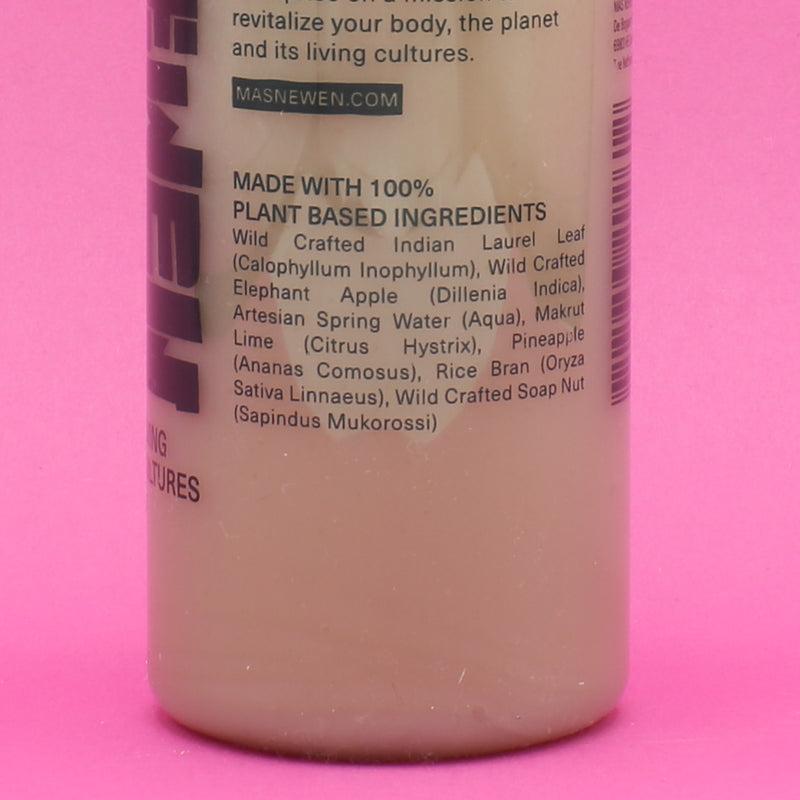 revitalize your body, the planet
and its living cultures.
MASNEWEN.COM
MADE WITH 100%
PLANT BASED INGREDIENTS
Wild Crafted Indian Laurel Leaf
(Calophyllum Inophyllum), Wild Crafted
Elephant Apple (Dillenia Indica),
Artesian Spring Water (Aqua), Makrut
Lime (Citrus Hystrix), Pineapple
(Ananas Comosus), Rice Bran (Oryza
Sativa Linnaeus), Wild Crafted Soap Nut
(Sapindus Mukorossi)